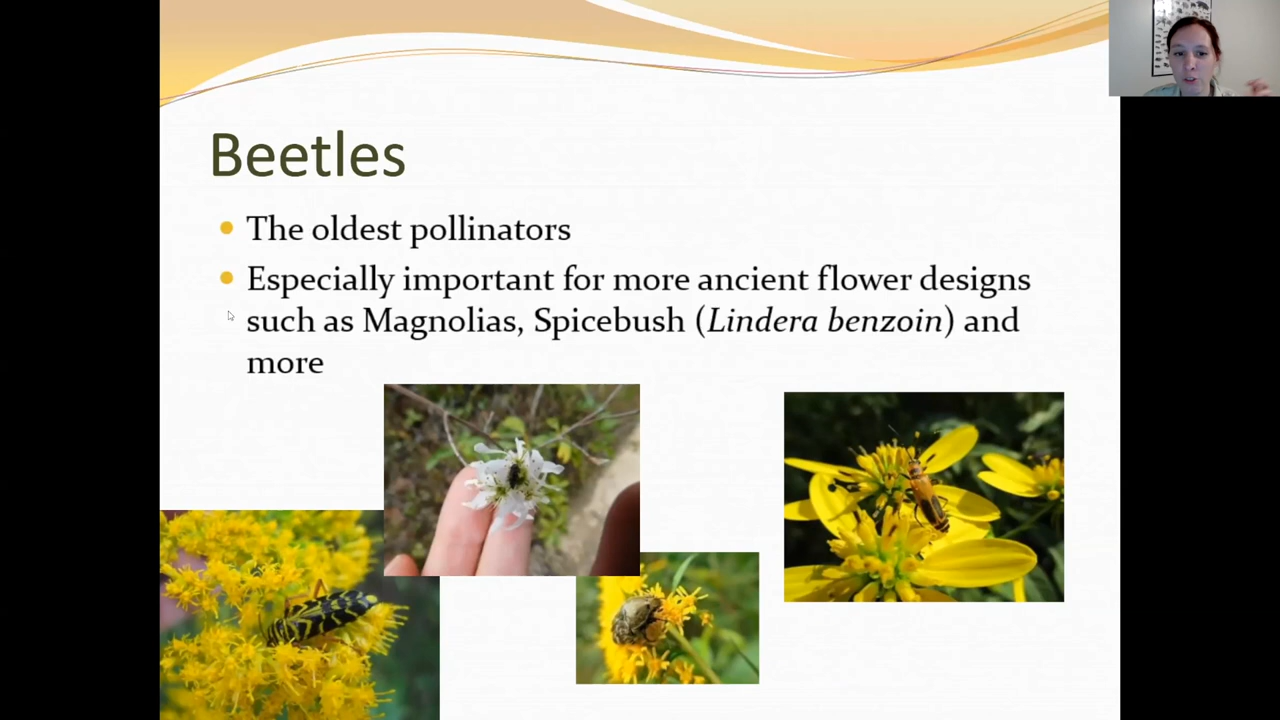 Beetles
The oldest pollinators
Especially important for more ancient flower designs
such as Magnolias, Spicebush (Lindera benzoin) and
more